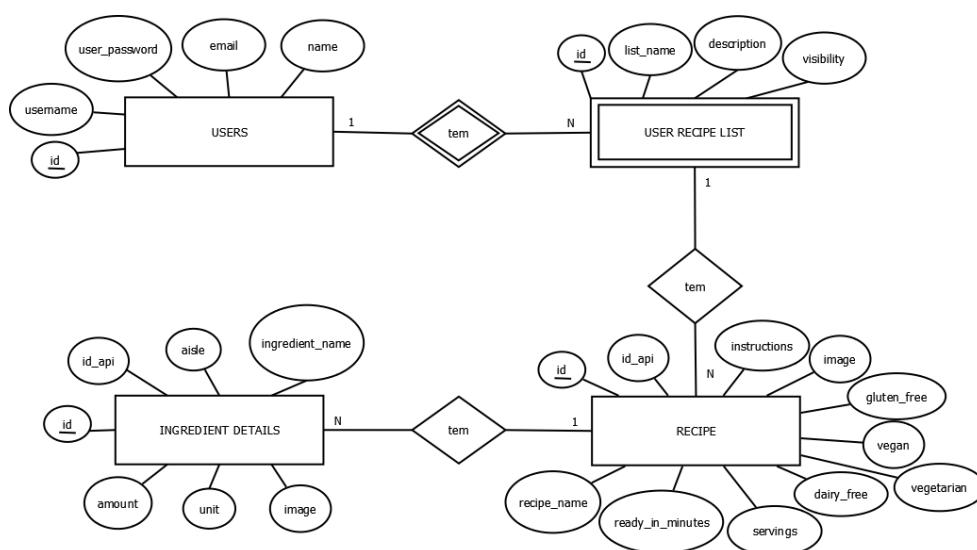 user_password
email
name
username
id
USERS
1
tem
N
id
list_name
description
visibility
USER RECIPE LIST
1
tem
N
id_api
aisle
ingredient_name
id
INGREDIENT DETAILS
amount
unit
image
N
tem
1
id
id_api
instructions
image
gluten_free
vegan
vegetarian
dairy_free
RECIPE
recipe_name
ready_in_minutes
servings